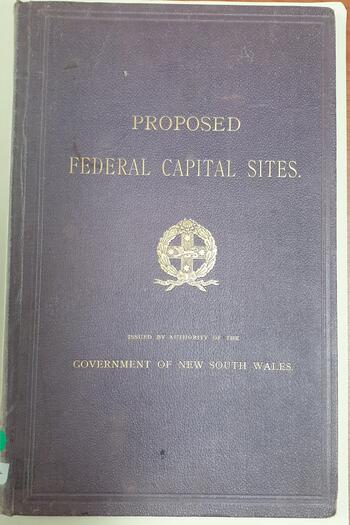 PROPOSED
FEDERAL CAPITAL SITES.
ISSUED BY AUTHORITY OF THE
GOVERNMENT OF NEW SOUTH WALES.